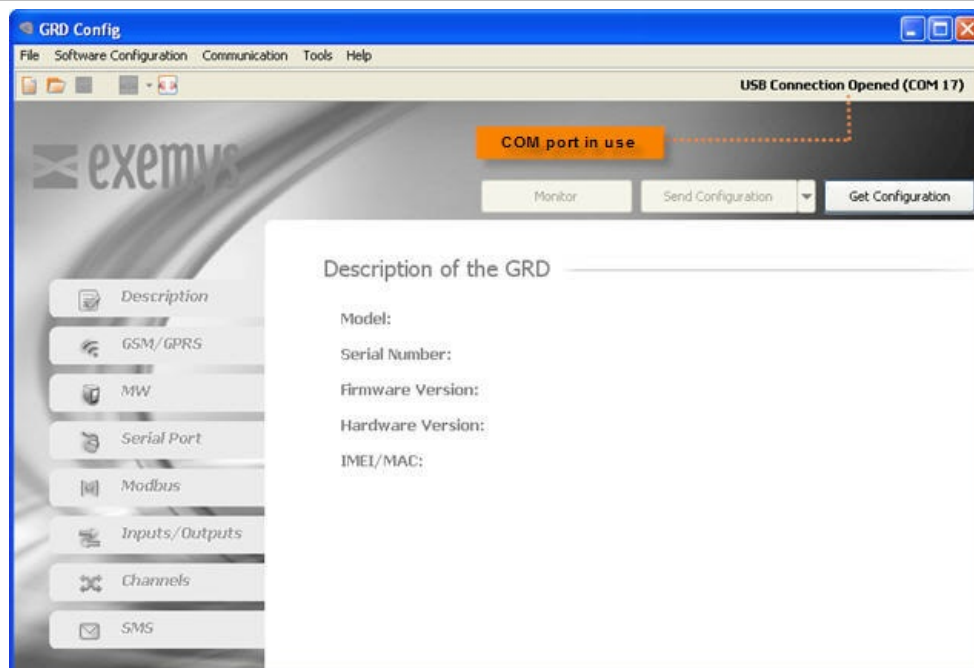 GRD Config
File Software Configuration Communication Tools Help
USB Connection Opened (COM 17)
COM port in use
exemys
Monitor Send Configuration Get Configuration
Description of the GRD
Description
Model:
GSM/GPRS
Serial Number:
MW
Firmware Version:
Hardware Version:
Serial Port
IMEI/MAC:
Modbus
Inputs/Outputs
Channels
SMS